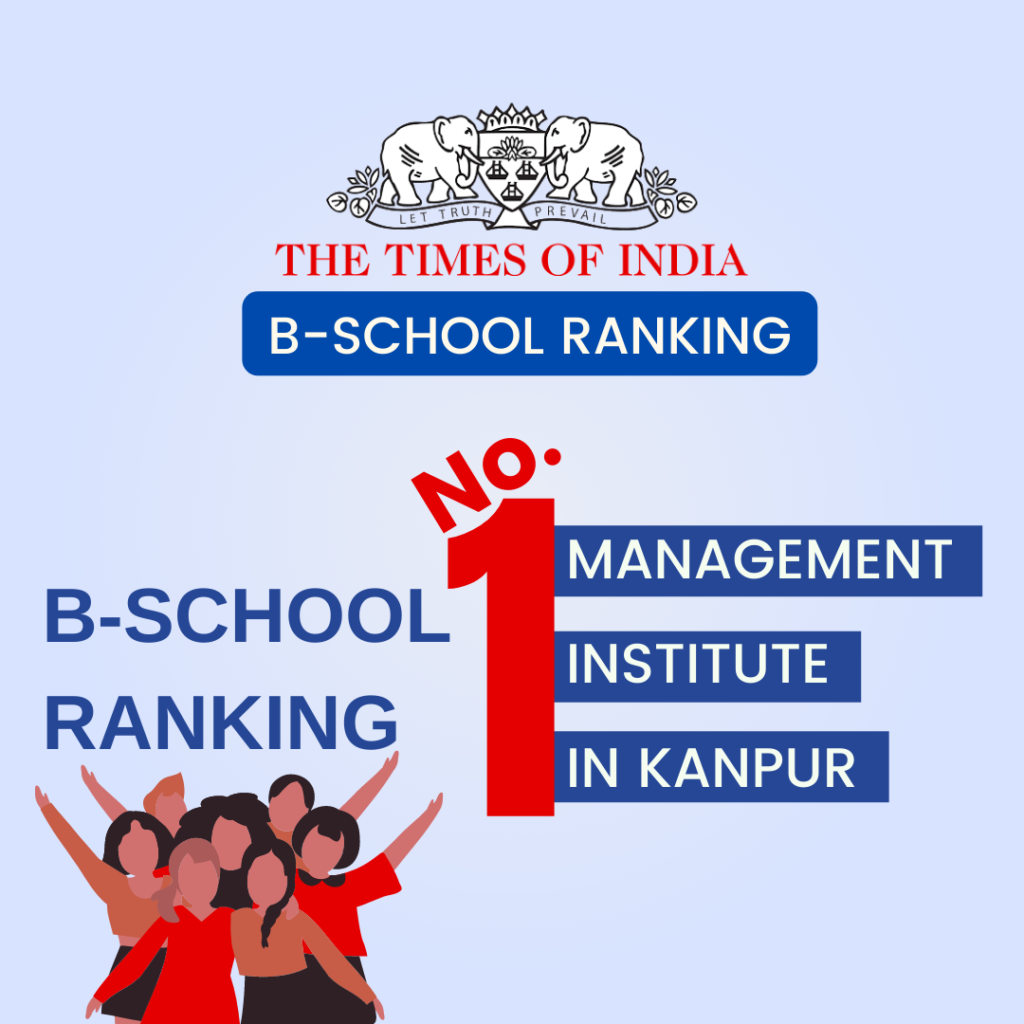 LET TRUTH PREVAIL
THE TIMES OF INDIA
B-SCHOOL RANKING
No.
1
MANAGEMENT
INSTITUTE
IN KANPUR
B-SCHOOL
RANKING